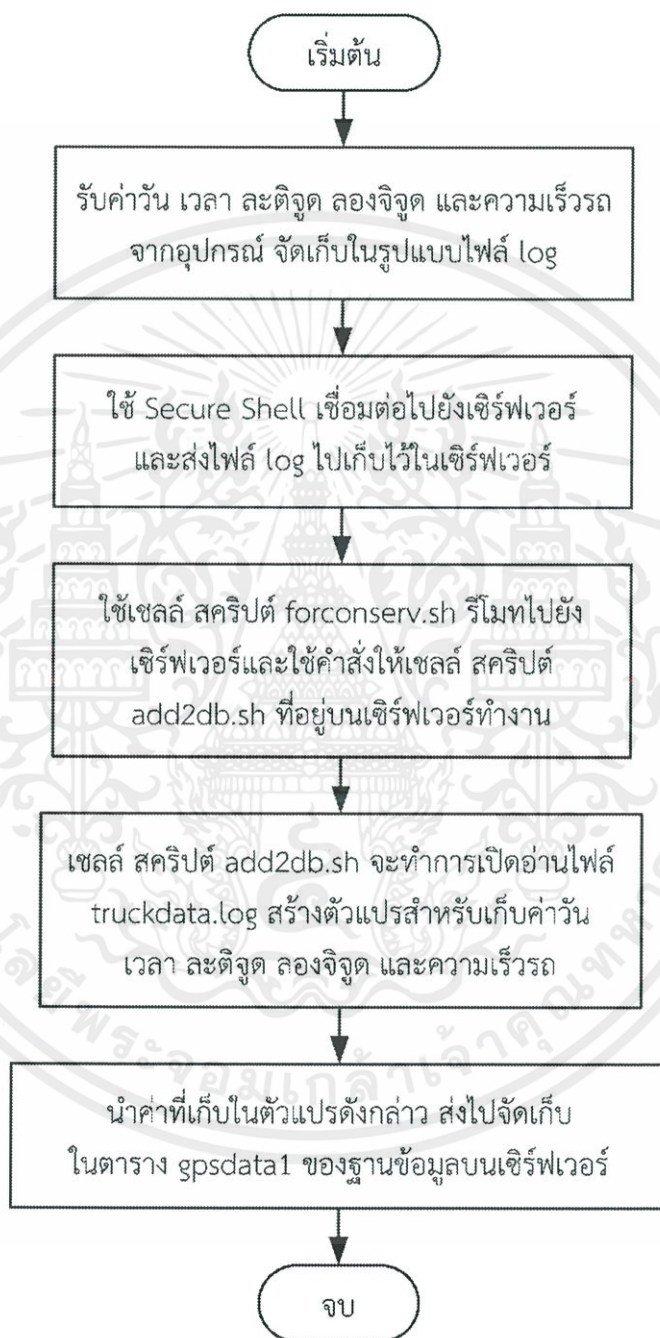 เริ่มต้น
รับค่าวัน เวลา ละติจูด ลองจิจูด และความเร็วรถ
จากอุปกรณ์ จัดเก็บในรูปแบบไฟล์ log
ใช้ Secure Shell เชื่อมต่อไปยังเซิร์ฟเวอร์
และส่งไฟล์ log ไปเก็บไว้ในเซิร์ฟเวอร์
ใช้เชลล์ สคริปต์ forconserv.sh รีโมทไปยัง
เซิร์ฟเวอร์และใช้คำสั่งให้เชลล์ สคริปต์
add2db.sh ที่อยู่บนเซิร์ฟเวอร์ทำงาน
เชลล์ สคริปต์ add2db.sh จะทำการเปิดอ่านไฟล์
truckdata.log สร้างตัวแปรสำหรับเก็บค่าวัน
เวลา ละติจูด ลองจิจูด และความเร็วรถ
นำค่าที่เก็บในตัวแปรดังกล่าว ส่งไปจัดเก็บ
ในตาราง gpsdata1 ของฐานข้อมูลบนเซิร์ฟเวอร์
จบ